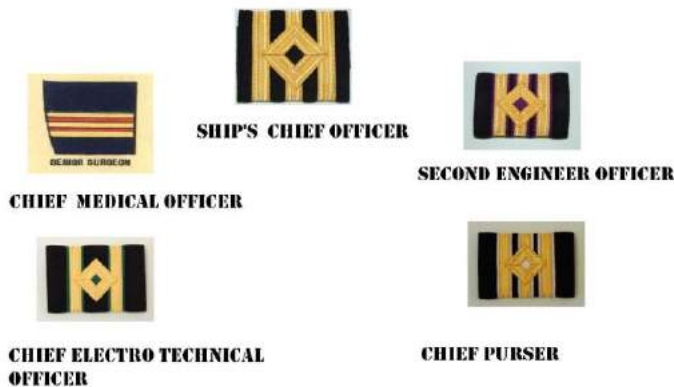 SHIP'S CHIEF OFFICER
SENIOR SURGEON
SECOND ENGINEER OFFICER
CHIEF MEDICAL OFFICER
CHIEF ELECTRO TECHNICAL
OFFICER
CHIEF PURSER